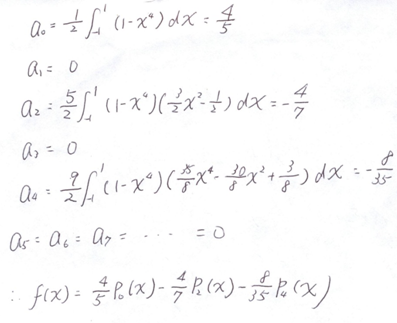 a₀ = 1/2 ∫₋₁¹ (1-x⁴) dx = 4/5
a₁ = 0
a₂ = 5/2 ∫₋₁¹ (1-x⁴)(3/2 x² - 1/2) dx = -4/7
a₃ = 0
a₄ = 9/2 ∫₋₁¹ (1-x⁴)(35/8 x⁴ - 30/8 x² + 3/8) dx = -8/35
a₅ = a₆ = a₇ = ⋯ = 0
∴ f(x) = 4/5 P₀(x) - 4/7 P₂(x) - 8/35 P₄(x)